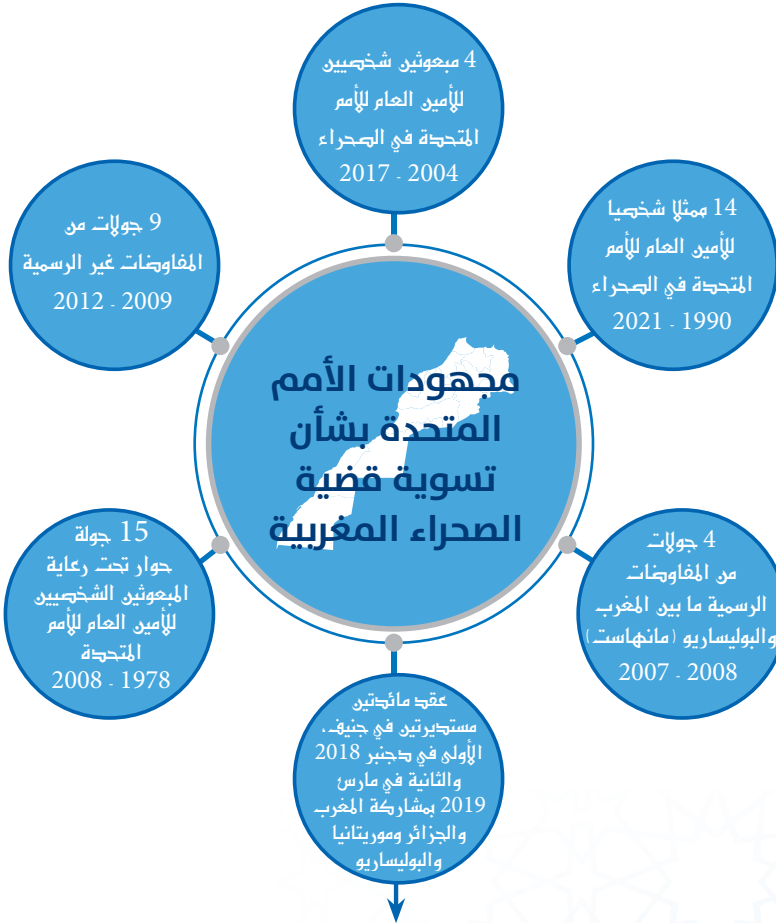 4 مبعوثين شخصيين
للأمين العام للأمم
المتحدة في الصحراء
2004 - 2017
14 ممثلا شخصيا
للأمين العام للأمم
المتحدة في الصحراء
1990 - 2021
9 جولات من
المفاوضات غير الرسمية
2009 - 2012
مجهودات الأمم
المتحدة بشأن
تسوية قضية
الصحراء المغربية
4 جولات
من المفاوضات
الرسمية ما بين المغرب
والبوليساريو (مانهاست)
2007 - 2008
15 جولة
حوار تحت رعاية
المبعوثين الشخصيين
للأمين العام للأمم
المتحدة
1978 - 2008
عقد مائدتين
مستديرتين في جنيف،
الأولى في دجنبر 2018
والثانية في مارس
2019 بمشاركة المغرب
والجزائر وموريتانيا
والبوليساريو